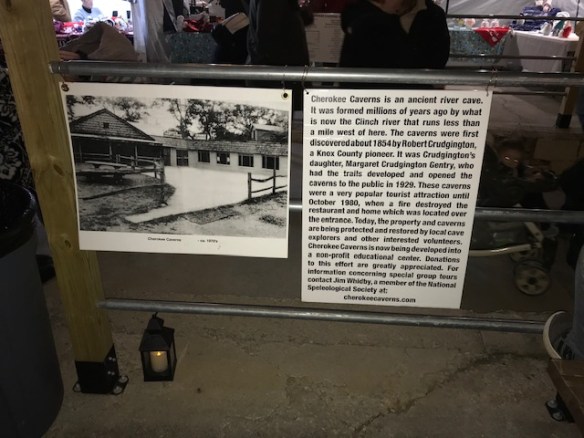 Cherokee Caverns
1970's
Cherokee Caverns is an ancient river cave.
It was formed millions of years ago by what
is now the Clinch river that runs less than
a mile west of here. The caverns were first
discovered about 1854 by Robert Crudgington,
a Knox County pioneer. It was Crudgington's
daughter, Margaret Crudgington Gentry, who
had the trails developed and opened the
caverns to the public in 1929. These caverns
were a very popular tourist attraction until
October 1980, when a fire destroyed the
restaurant and home which was located over
the entrance. Today, the property and caverns
are being protected and restored by local cave
explorers and other interested volunteers.
Cherokee Caverns is now being developed into
a non-profit educational center. Donations
to this effort are greatly appreciated. For
information concerning special group tours
contact Jim Whidby, a member of the National
Speleological Society at:
cherokeecaverns.com